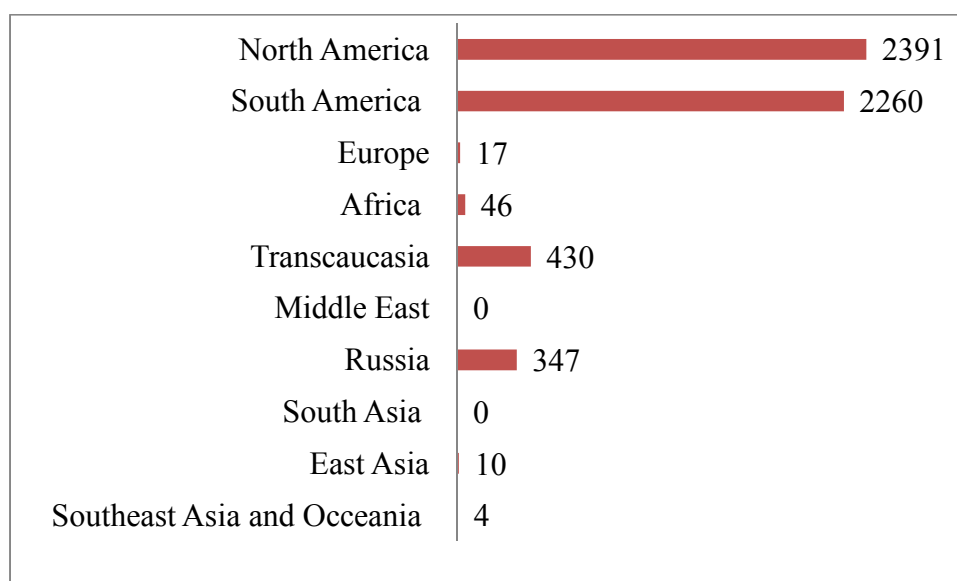 North America 2391
South America 2260
Europe 17
Africa 46
Transcaucasia 430
Middle East 0
Russia 347
South Asia 0
East Asia 10
Southeast Asia and Occeania 4